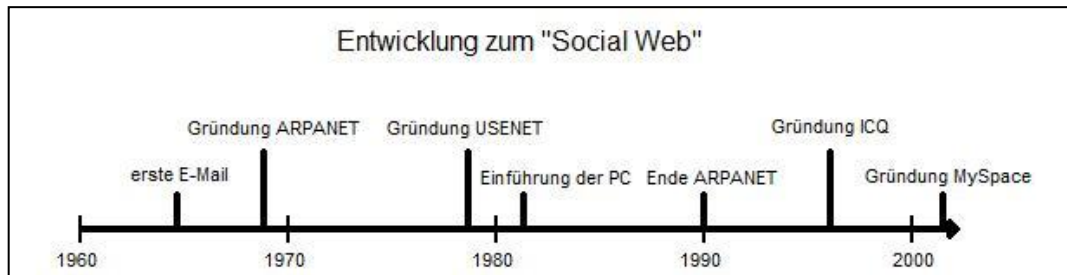 Entwicklung zum "Social Web"
Gründung ARPANET
Gründung USENET
Gründung ICQ
erste E-Mail
Einführung der PC
Ende ARPANET
Gründung MySpace
1960
1970
1980
1990
2000